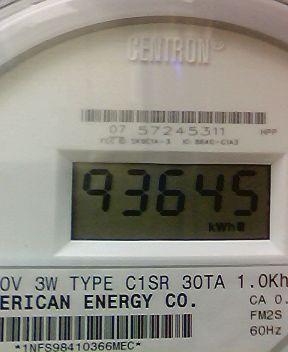 CENTRON®
07 57245311 HPP
93645
kWh
0V 3W TYPE C1SR 30TA 1.0Kh
ERICAN ENERGY CO. CA 0.
FM2S
60Hz
*1NFS98410366MEC*